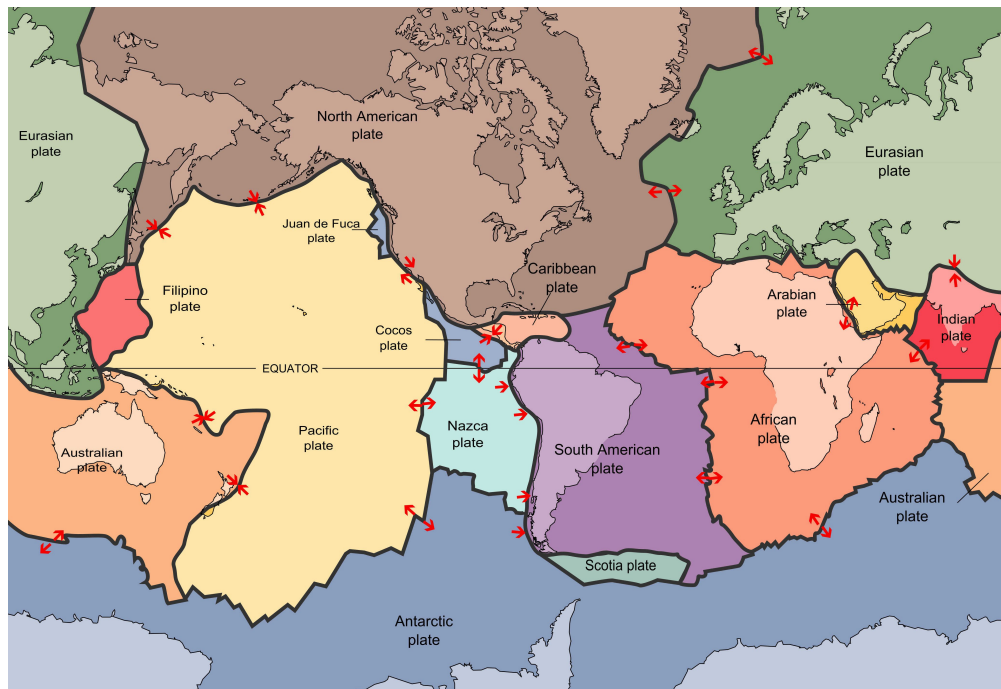 North American
plate
Eurasian
plate
Eurasian
plate
Juan de Fuca
plate
Caribbean
plate
Filipino
plate
Arabian
plate
Cocos
plate
Indian
plate
EQUATOR
Nazca
plate
Pacific
plate
African
plate
Australian
plate
South American
plate
Australian
plate
Scotia plate
Antarctic
plate